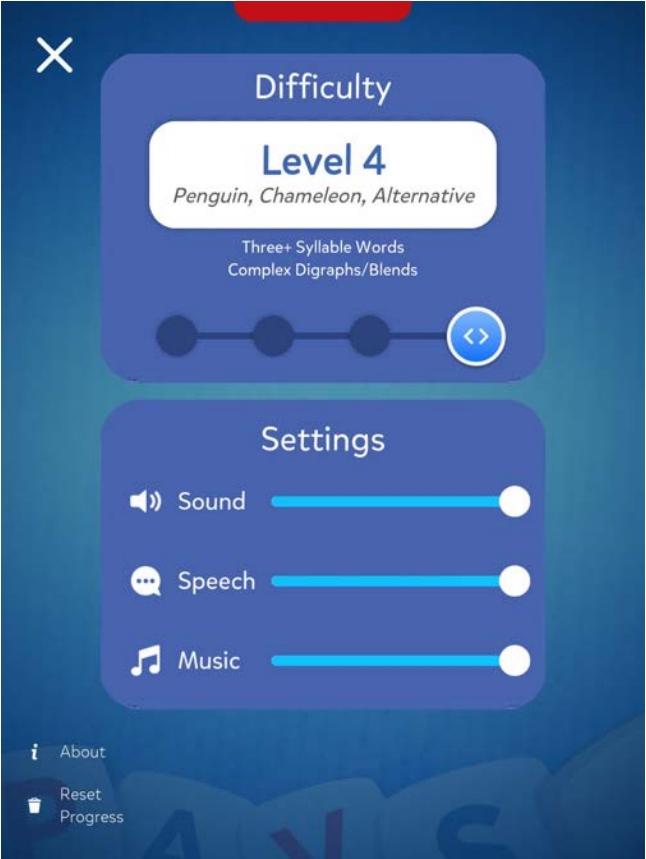 Difficulty
Level 4
Penguin, Chameleon, Alternative
Three+ Syllable Words
Complex Digraphs/Blends
Settings
Sound
Speech
Music
About
Reset
Progress
P A Y S